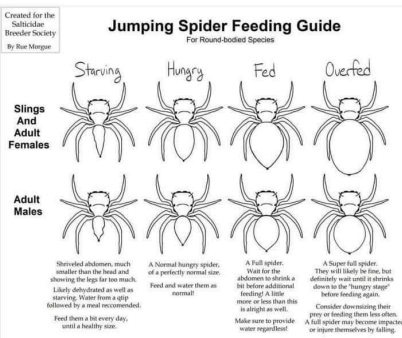 Created for the
Salticidae
Breeder Society
By Rue Morgue
Jumping Spider Feeding Guide
For Round-bodied Species
Starving
Hungry
Fed
Overfed
Slings
And
Adult
Females
Adult
Males
Shriveled abdomen, much
smaller than the head and
showing the legs far too much.
Likely dehydrated as well as
starving. Water from a qtip
followed by a meal reccomended.
Feed them a bit every day,
until a healthy size.
A Normal hungry spider,
of a perfectly normal size.
Feed and water them as
normal!
A Full spider.
Wait for the
abdomen to shrink a
bit before additional
feeding! A little
more or less than this
is alright as well.
Make sure to provide
water regardless!
A Super full spider.
They will likely be fine, but
definitely wait until it shrinks
down to the "hungry stage"
before feeding again.
Consider downsizing their
prey or feeding them less often.
A full spider may become impacted
or injure themselves by falling.